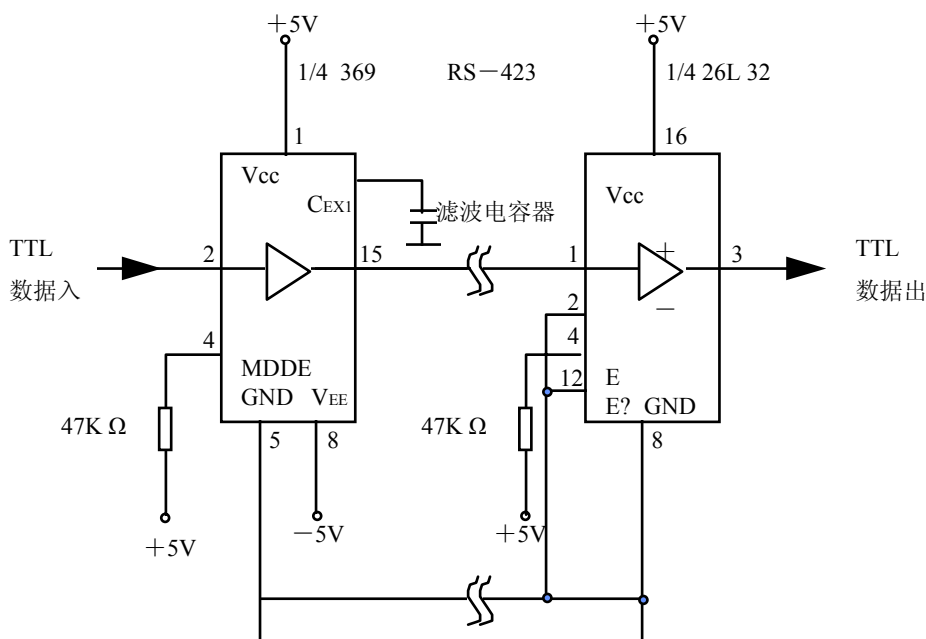 +5V
+5V
1/4 369
RS-423
1/4 26L 32
1
16
Vcc
Vcc
CEX1
滤波电容器
TTL
数据入
2
15
1
+
3
TTL
数据出
2
-
4
4
MDDE
GND VEE
12
E
E? GND
47K Ω
5
8
47K Ω
8
+5V
-5V
+5V